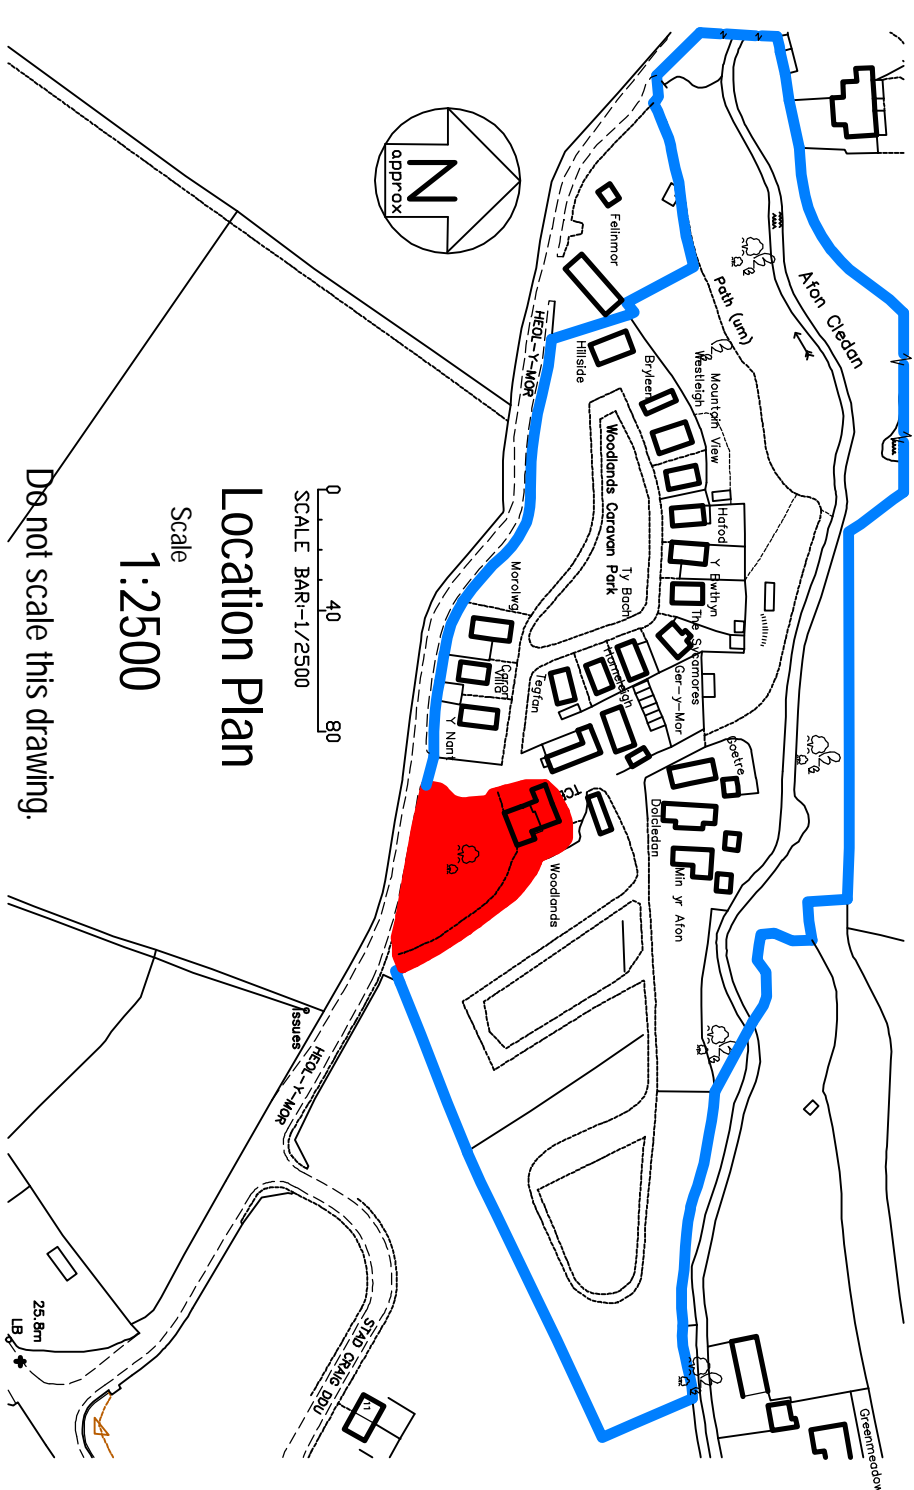 Location Plan
Scale
1:2500
Do not scale this drawing.
SCALE BAR:-1/2500
0
40
80
N
approx
HEOL-Y-MOR
Felinmor
Hillside
Bryleen
Westleigh
Mountain View
Path (um)
Afon Cledan
Woodlands Caravan Park
Hafod
Y Bwthyn
Ty Bach
The Sycamores
Ger-y-Mor
Horneleigh
Tegfan
Morolwg
Caron
Villa
Y Nant
Goetre
Dolcledan
Min yr Afon
TCB
Woodlands
Issues
HEOL-Y-MOR
STAD CRAIG DDU
11
25.8m
LB
Greenmeadow